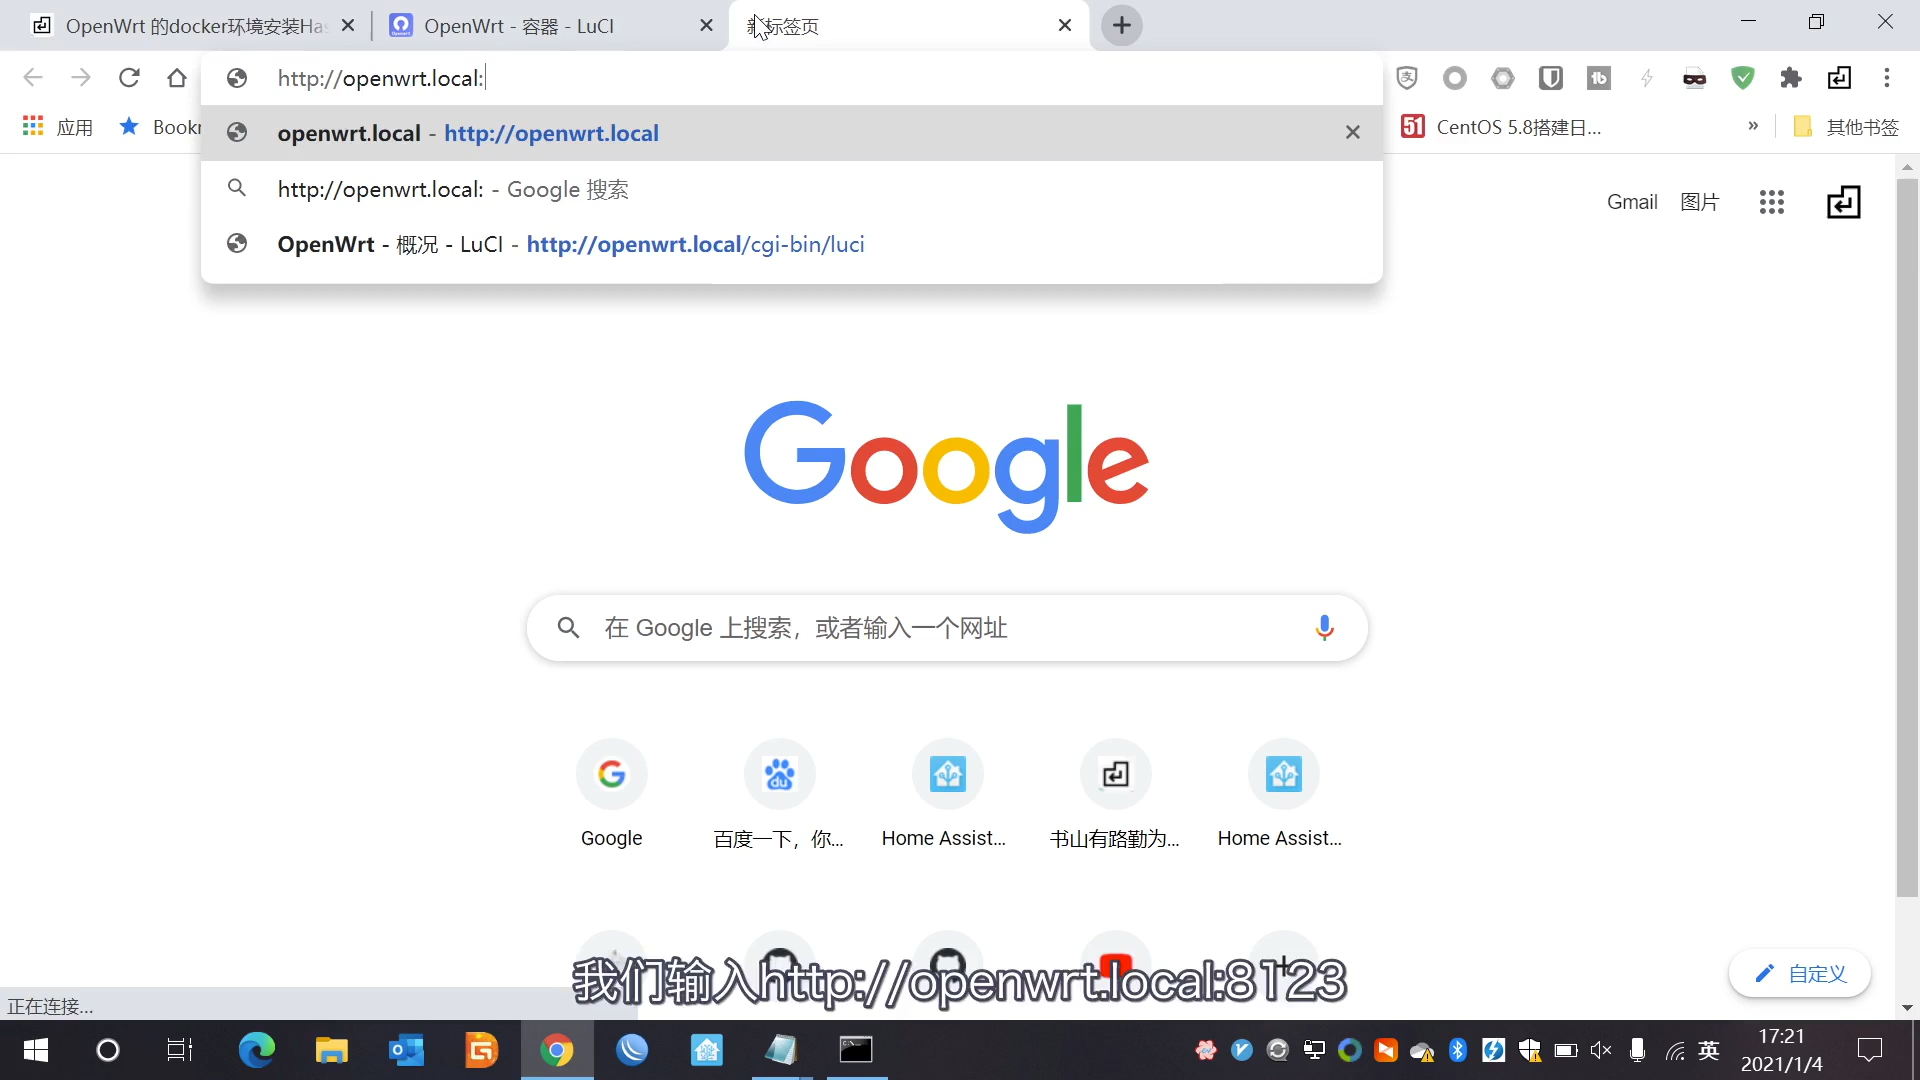 OpenWrt 的docker环境安装Ha
OpenWrt - 容器 - LuCI
新标签页
http://openwrt.local:
应用
Bookr
CentOS 5.8搭建日...
»
其他书签
openwrt.local - http://openwrt.local
http://openwrt.local: - Google 搜索
OpenWrt - 概况 - LuCI - http://openwrt.local/cgi-bin/luci
Gmail
图片
Google
在 Google 上搜索，或者输入一个网址
Google
百度一下，你...
Home Assist...
书山有路勤为...
Home Assist...
我们输入http://openwrt.local:8123
自定义
正在连接...
英
17:21
2021/1/4